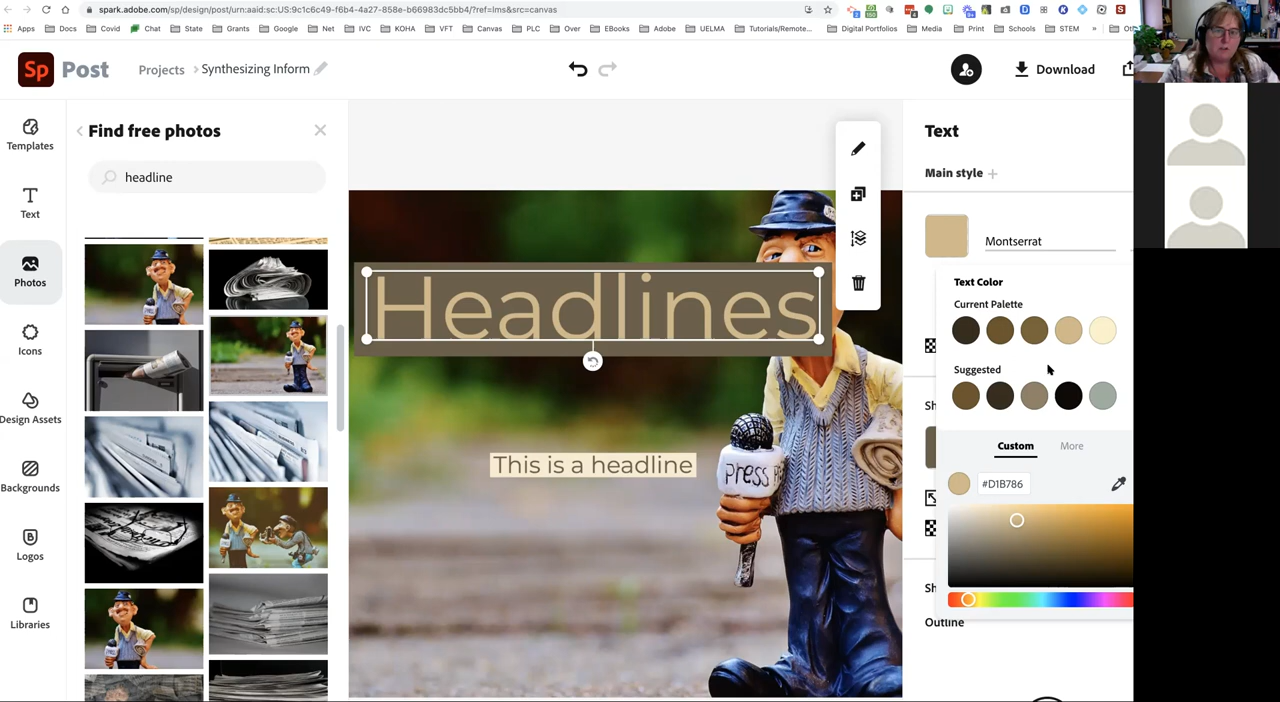 spark.adobe.com/sp/design/post/urn:aaid:sc:US:9c1c6c49-f6b4-4a27-858e-b66983dc5bb4/?ref=lms&src=canvas
Apps Docs Covid Chat State Grants Google Net IVC KOHA VFT Canvas PLC Over EBooks Adobe UELMA Tutorials/Remote... Digital Portfolios Media Print Schools STEM »
Sp Post Projects > Synthesizing Inform Download
Templates
Text
Photos
Icons
Design Assets
Backgrounds
Logos
Libraries
Find free photos
headline
Headlines
This is a headline
press
Text
Main style +
Montserrat
Text Color
Current Palette
Suggested
Custom More
#D1B786
Sh
Sh
Outline